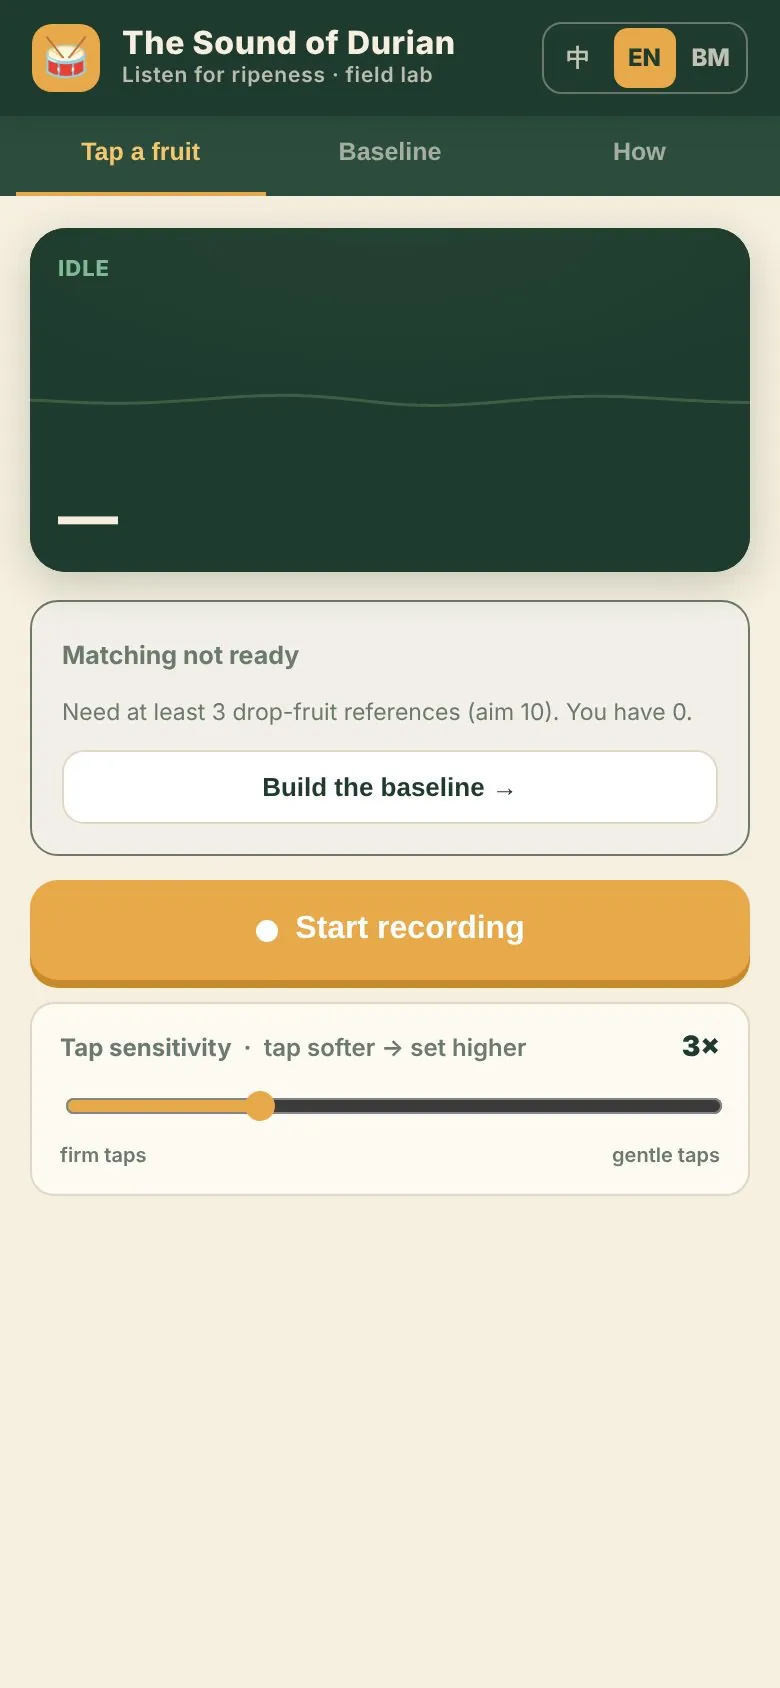 The Sound of Durian
Listen for ripeness · field lab
中 EN BM
Tap a fruit Baseline How
IDLE
—
Matching not ready
Need at least 3 drop-fruit references (aim 10). You have 0.
Build the baseline →
Start recording
Tap sensitivity · tap softer → set higher 3×
firm taps gentle taps